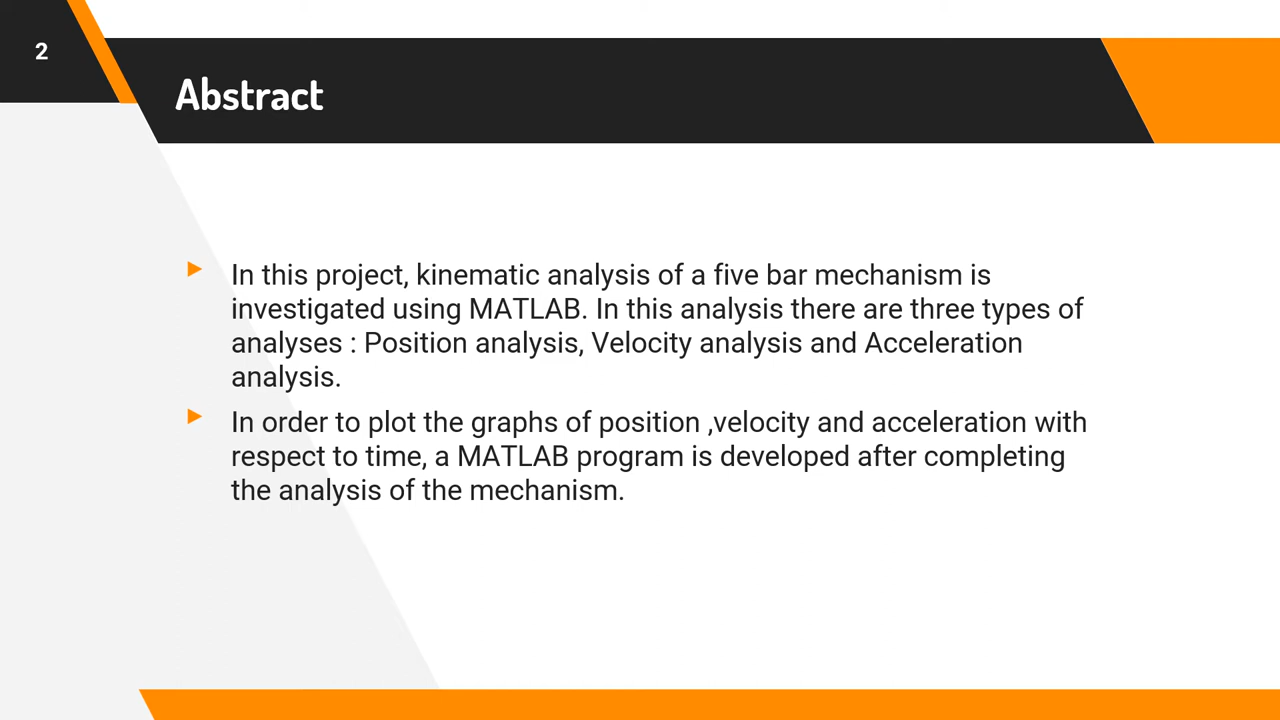 2
Abstract
In this project, kinematic analysis of a five bar mechanism is
investigated using MATLAB. In this analysis there are three types of
analyses : Position analysis, Velocity analysis and Acceleration
analysis.
In order to plot the graphs of position ,velocity and acceleration with
respect to time, a MATLAB program is developed after completing
the analysis of the mechanism.